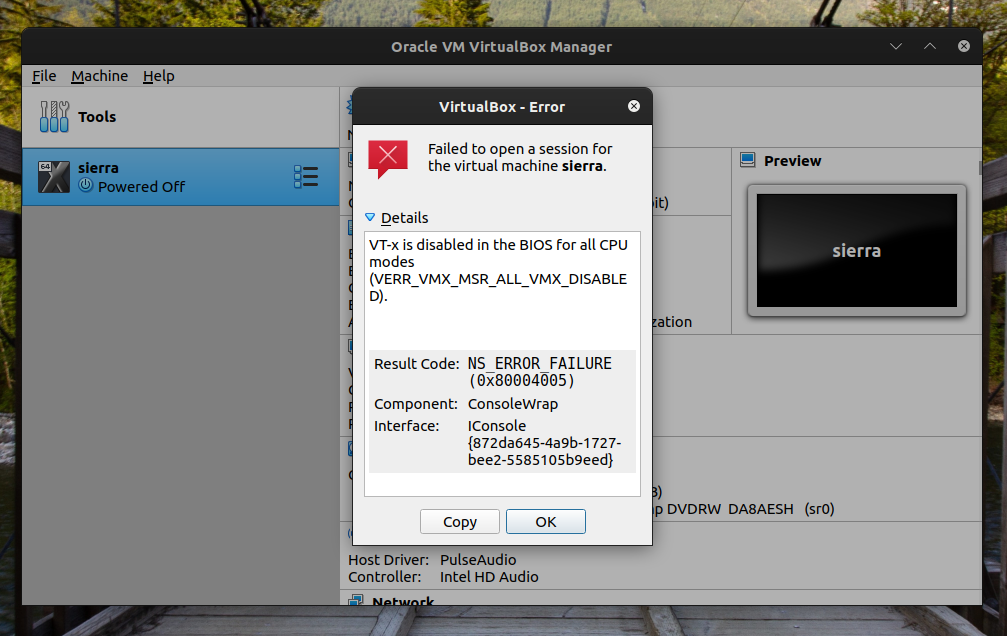 Oracle VM VirtualBox Manager
File Machine Help
Tools
64 X
sierra
Powered Off
VirtualBox - Error
Failed to open a session for
the virtual machine sierra.
Details
VT-x is disabled in the BIOS for all CPU
modes
(VERR_VMX_MSR_ALL_VMX_DISABLE
D).
Result Code: NS_ERROR_FAILURE
(0x80004005)
Component: ConsoleWrap
Interface: IConsole
{872da645-4a9b-1727-
bee2-5585105b9eed}
Copy OK
Preview
sierra
DVDRW DA8AESH (sr0)
Host Driver: PulseAudio
Controller: Intel HD Audio
Network